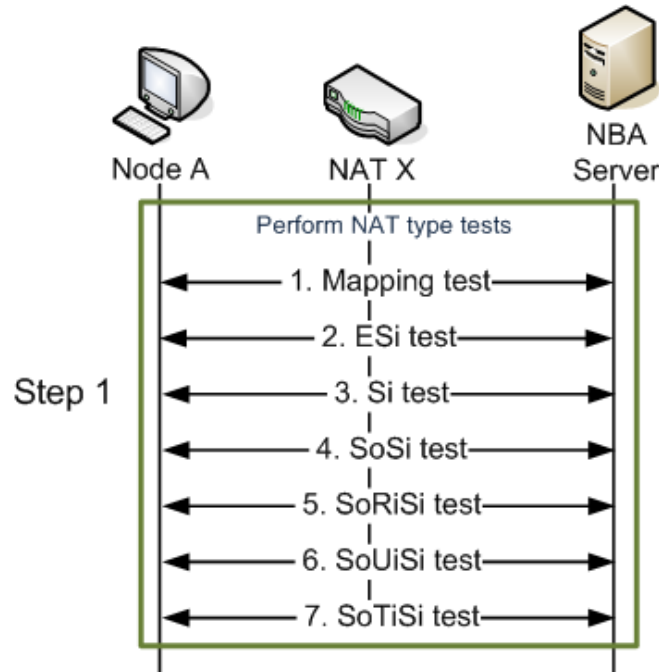 Node A
NAT X
NBA
Server
Perform NAT type tests
1. Mapping test
2. ESi test
Step 1
3. Si test
4. SoSi test
5. SoRiSi test
6. SoUiSi test
7. SoTiSi test